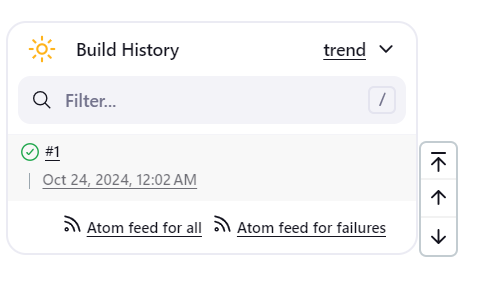 Build History trend
Filter... /
#1
Oct 24, 2024, 12:02 AM
Atom feed for all Atom feed for failures